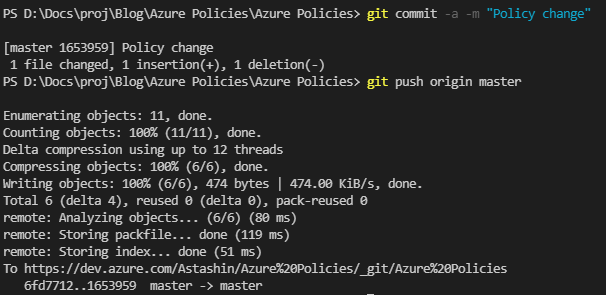 PS D:\Docs\proj\Blog\Azure Policies\Azure Policies> git commit -a -m "Policy change"
[master 1653959] Policy change
 1 file changed, 1 insertion(+), 1 deletion(-)
PS D:\Docs\proj\Blog\Azure Policies\Azure Policies> git push origin master
Enumerating objects: 11, done.
Counting objects: 100% (11/11), done.
Delta compression using up to 12 threads
Compressing objects: 100% (6/6), done.
Writing objects: 100% (6/6), 474 bytes | 474.00 KiB/s, done.
Total 6 (delta 4), reused 0 (delta 0), pack-reused 0
remote: Analyzing objects... (6/6) (80 ms)
remote: Storing packfile... done (119 ms)
remote: Storing index... done (51 ms)
To https://dev.azure.com/Astashin/Azure%20Policies/_git/Azure%20Policies
   6fd7712..1653959  master -> master